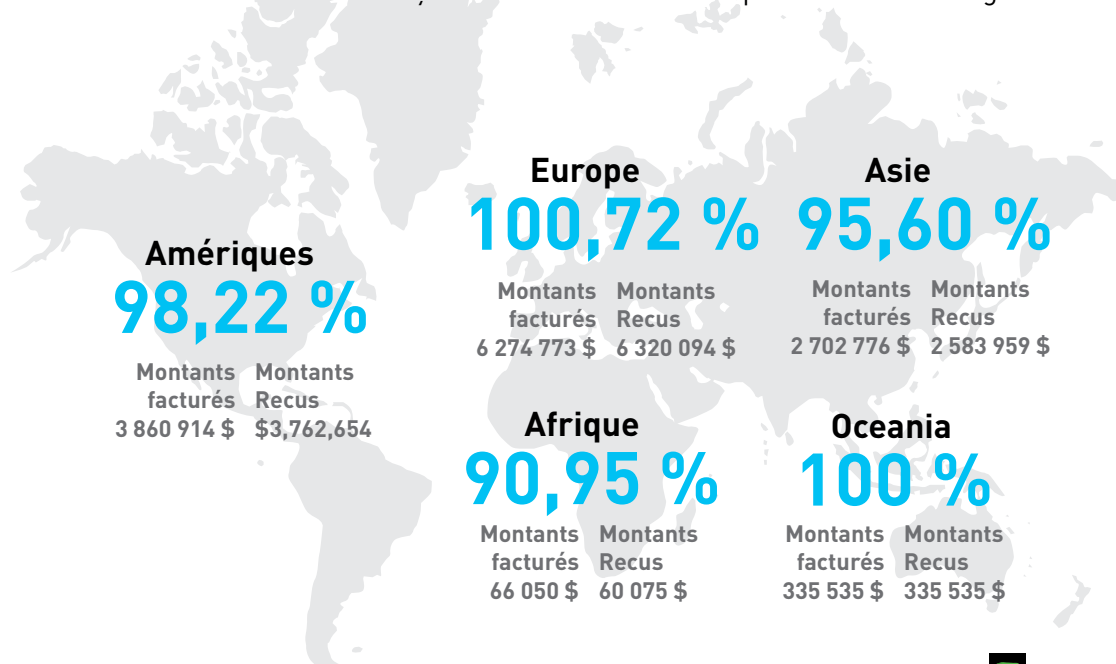 Amériques
98,22 %
Montants Montants
facturés Recus
3 860 914 $ $3,762,654
Europe
100,72 %
Montants Montants
facturés Recus
6 274 773 $ 6 320 094 $
Asie
95,60 %
Montants Montants
facturés Recus
2 702 776 $ 2 583 959 $
Afrique
90,95 %
Montants Montants
facturés Recus
66 050 $ 60 075 $
Oceania
100 %
Montants Montants
facturés Recus
335 535 $ 335 535 $